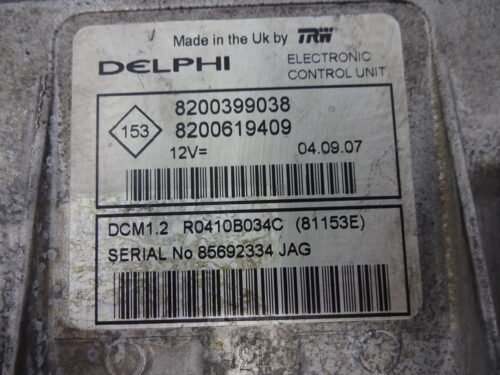 Made in the Uk by TRW
DELPHI
ELECTRONIC
CONTROL UNIT
153
8200399038
8200619409
12V= 04.09.07
DCM1.2 R0410B034C (81153E)
SERIAL No 85692334 JAG